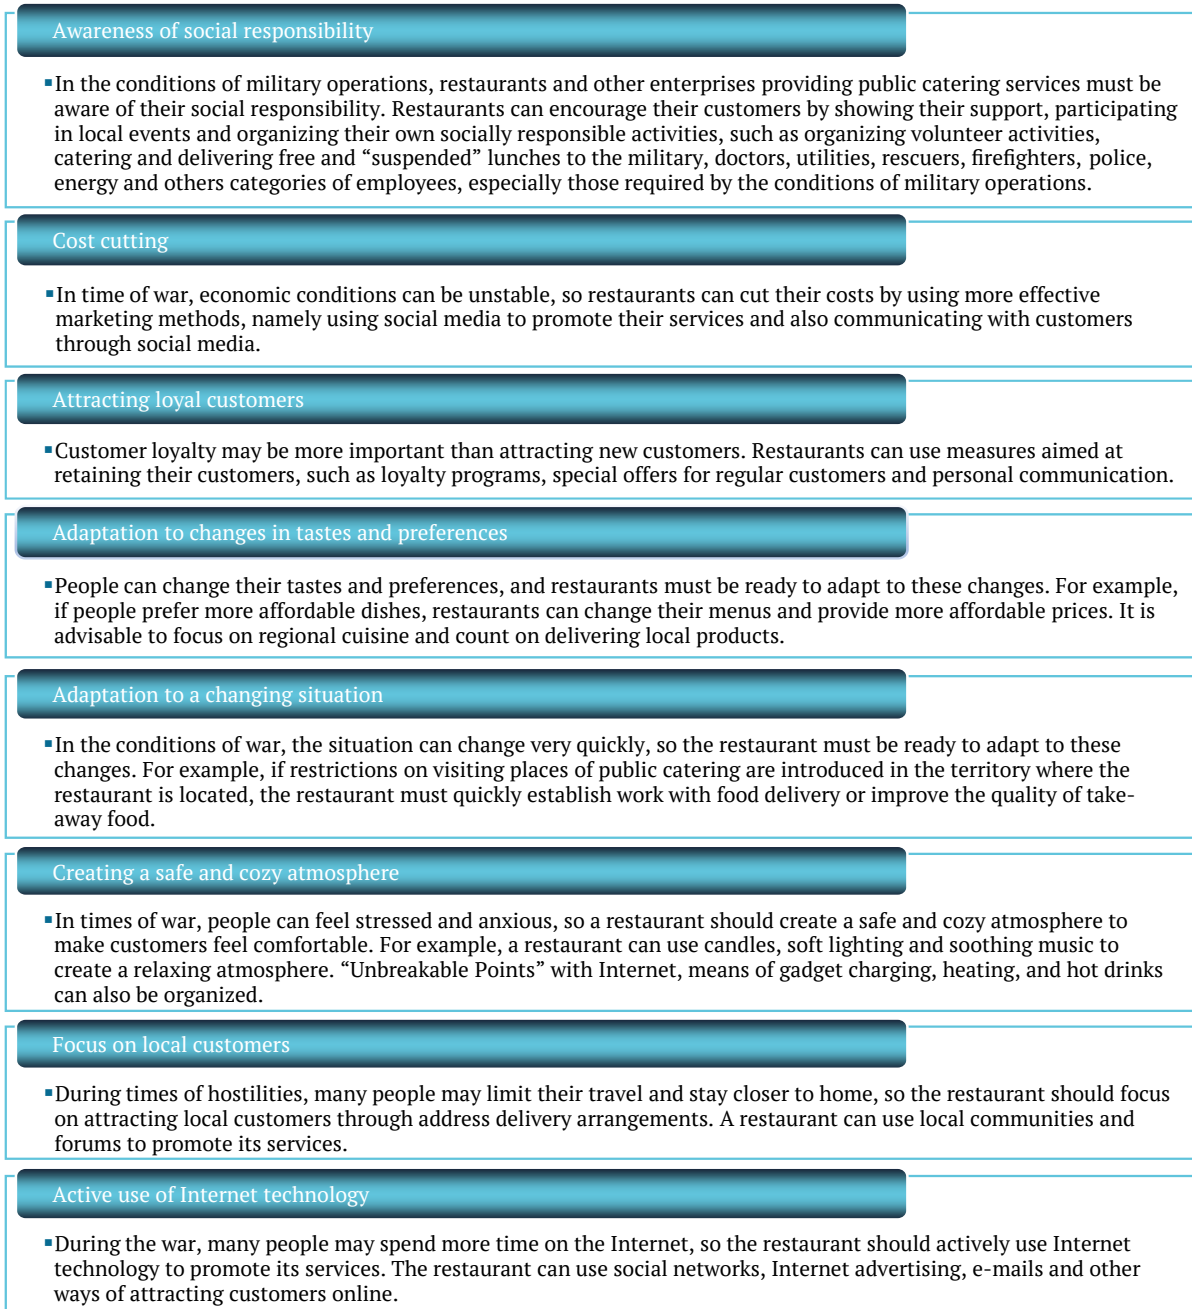 Awareness of social responsibility
▪In the conditions of military operations, restaurants and other enterprises providing public catering services must be
aware of their social responsibility. Restaurants can encourage their customers by showing their support, participating
in local events and organizing their own socially responsible activities, such as organizing volunteer activities,
catering and delivering free and “suspended” lunches to the military, doctors, utilities, rescuers, firefighters, police,
energy and others categories of employees, especially those required by the conditions of military operations.
Cost cutting
▪In time of war, economic conditions can be unstable, so restaurants can cut their costs by using more effective
marketing methods, namely using social media to promote their services and also communicating with customers
through social media.
Attracting loyal customers
▪Customer loyalty may be more important than attracting new customers. Restaurants can use measures aimed at
retaining their customers, such as loyalty programs, special offers for regular customers and personal communication.
Adaptation to changes in tastes and preferences
▪People can change their tastes and preferences, and restaurants must be ready to adapt to these changes. For example,
if people prefer more affordable dishes, restaurants can change their menus and provide more affordable prices. It is
advisable to focus on regional cuisine and count on delivering local products.
Adaptation to a changing situation
▪In the conditions of war, the situation can change very quickly, so the restaurant must be ready to adapt to these
changes. For example, if restrictions on visiting places of public catering are introduced in the territory where the
restaurant is located, the restaurant must quickly establish work with food delivery or improve the quality of take-
away food.
Creating a safe and cozy atmosphere
▪In times of war, people can feel stressed and anxious, so a restaurant should create a safe and cozy atmosphere to
make customers feel comfortable. For example, a restaurant can use candles, soft lighting and soothing music to
create a relaxing atmosphere. “Unbreakable Points” with Internet, means of gadget charging, heating, and hot drinks
can also be organized.
Focus on local customers
▪During times of hostilities, many people may limit their travel and stay closer to home, so the restaurant should focus
on attracting local customers through address delivery arrangements. A restaurant can use local communities and
forums to promote its services.
Active use of Internet technology
▪During the war, many people may spend more time on the Internet, so the restaurant should actively use Internet
technology to promote its services. The restaurant can use social networks, Internet advertising, e-mails and other
ways of attracting customers online.